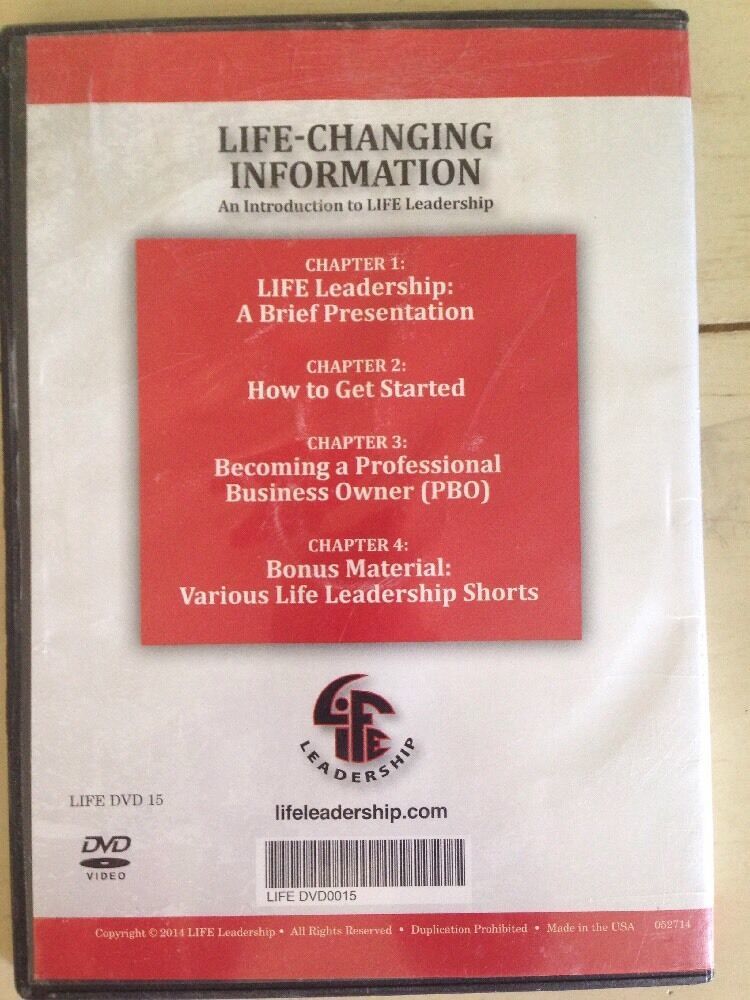 LIFE-CHANGING
INFORMATION
An Introduction to LIFE Leadership
CHAPTER 1:
LIFE Leadership:
A Brief Presentation
CHAPTER 2:
How to Get Started
CHAPTER 3:
Becoming a Professional
Business Owner (PBO)
CHAPTER 4:
Bonus Material:
Various Life Leadership Shorts
LiFE
LEADERSHIP
LIFE DVD 15
lifeleadership.com
DVD
VIDEO
LIFE DVD0015
Copyright © 2014 LIFE Leadership • All Rights Reserved • Duplication Prohibited • Made in the USA 052714